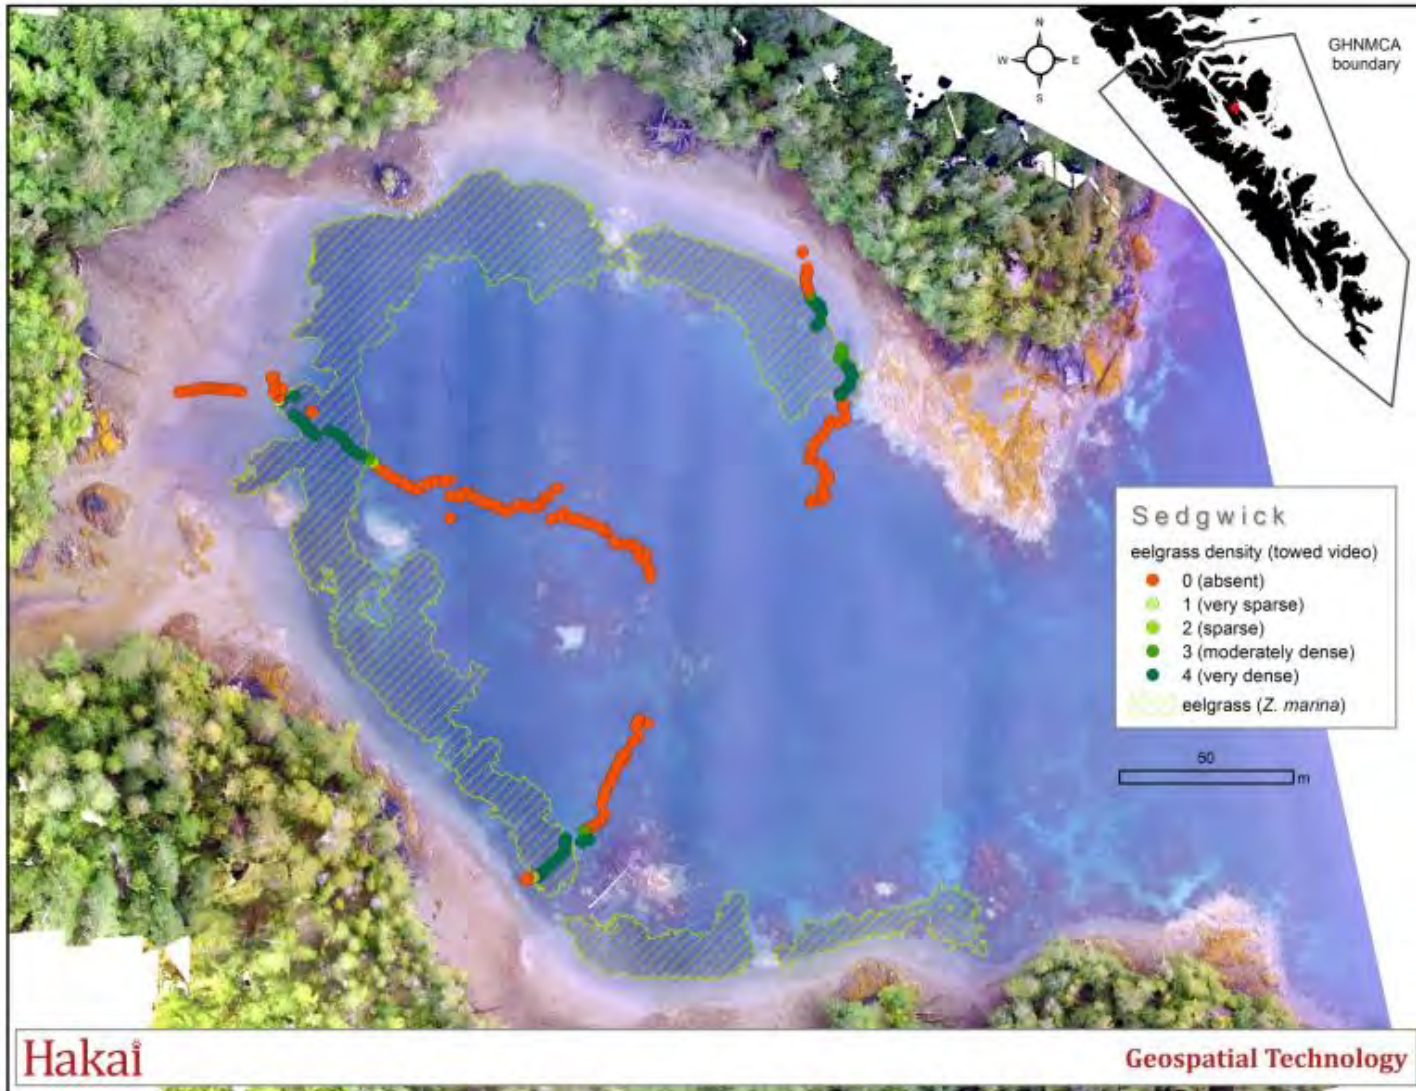 N
W E
S
GHNMCA
boundary
Sedgwick
eelgrass density (towed video)
0 (absent)
1 (very sparse)
2 (sparse)
3 (moderately dense)
4 (very dense)
eelgrass (Z. marina)
50
m
Hakai
Geospatial Technology